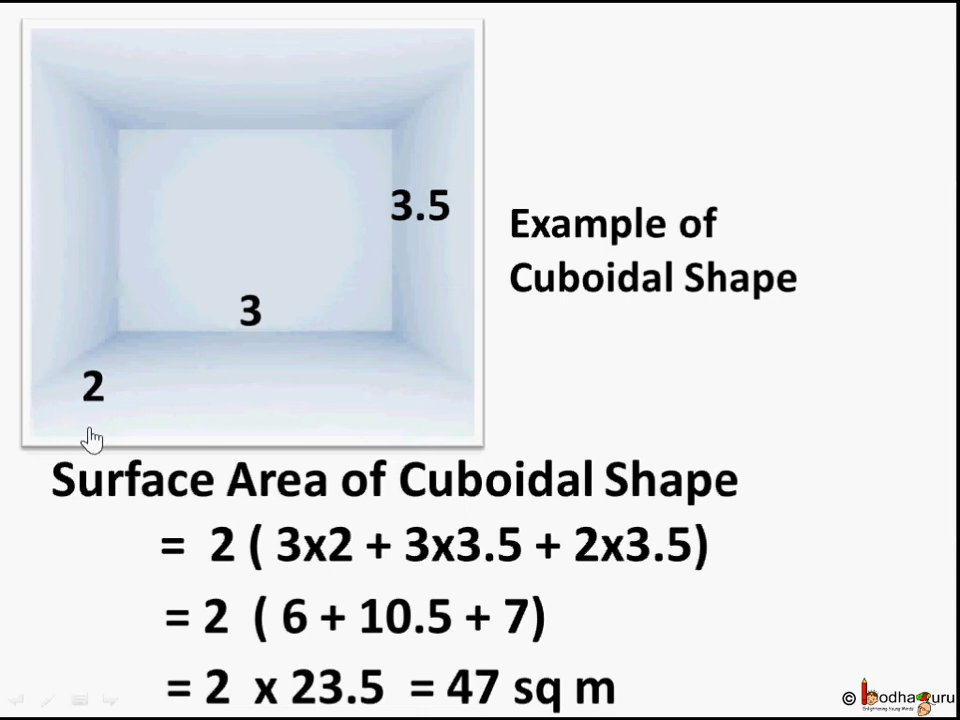 3.5
Example of
Cuboidal Shape
3
2
Surface Area of Cuboidal Shape
= 2 ( 3x2 + 3x3.5 + 2x3.5)
= 2 ( 6 + 10.5 + 7)
= 2 x 23.5 = 47 sq m
© bodhaguru